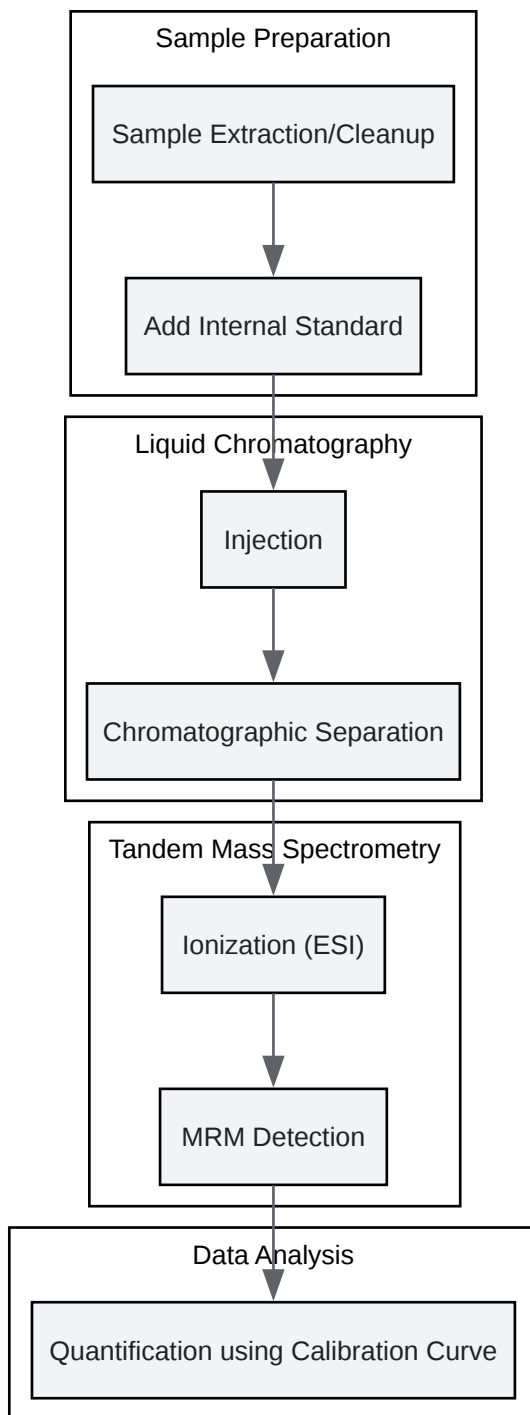 Sample Preparation
Sample Extraction/Cleanup
Add Internal Standard
Liquid Chromatography
Injection
Chromatographic Separation
Tandem Mass Spectrometry
Ionization (ESI)
MRM Detection
Data Analysis
Quantification using Calibration Curve